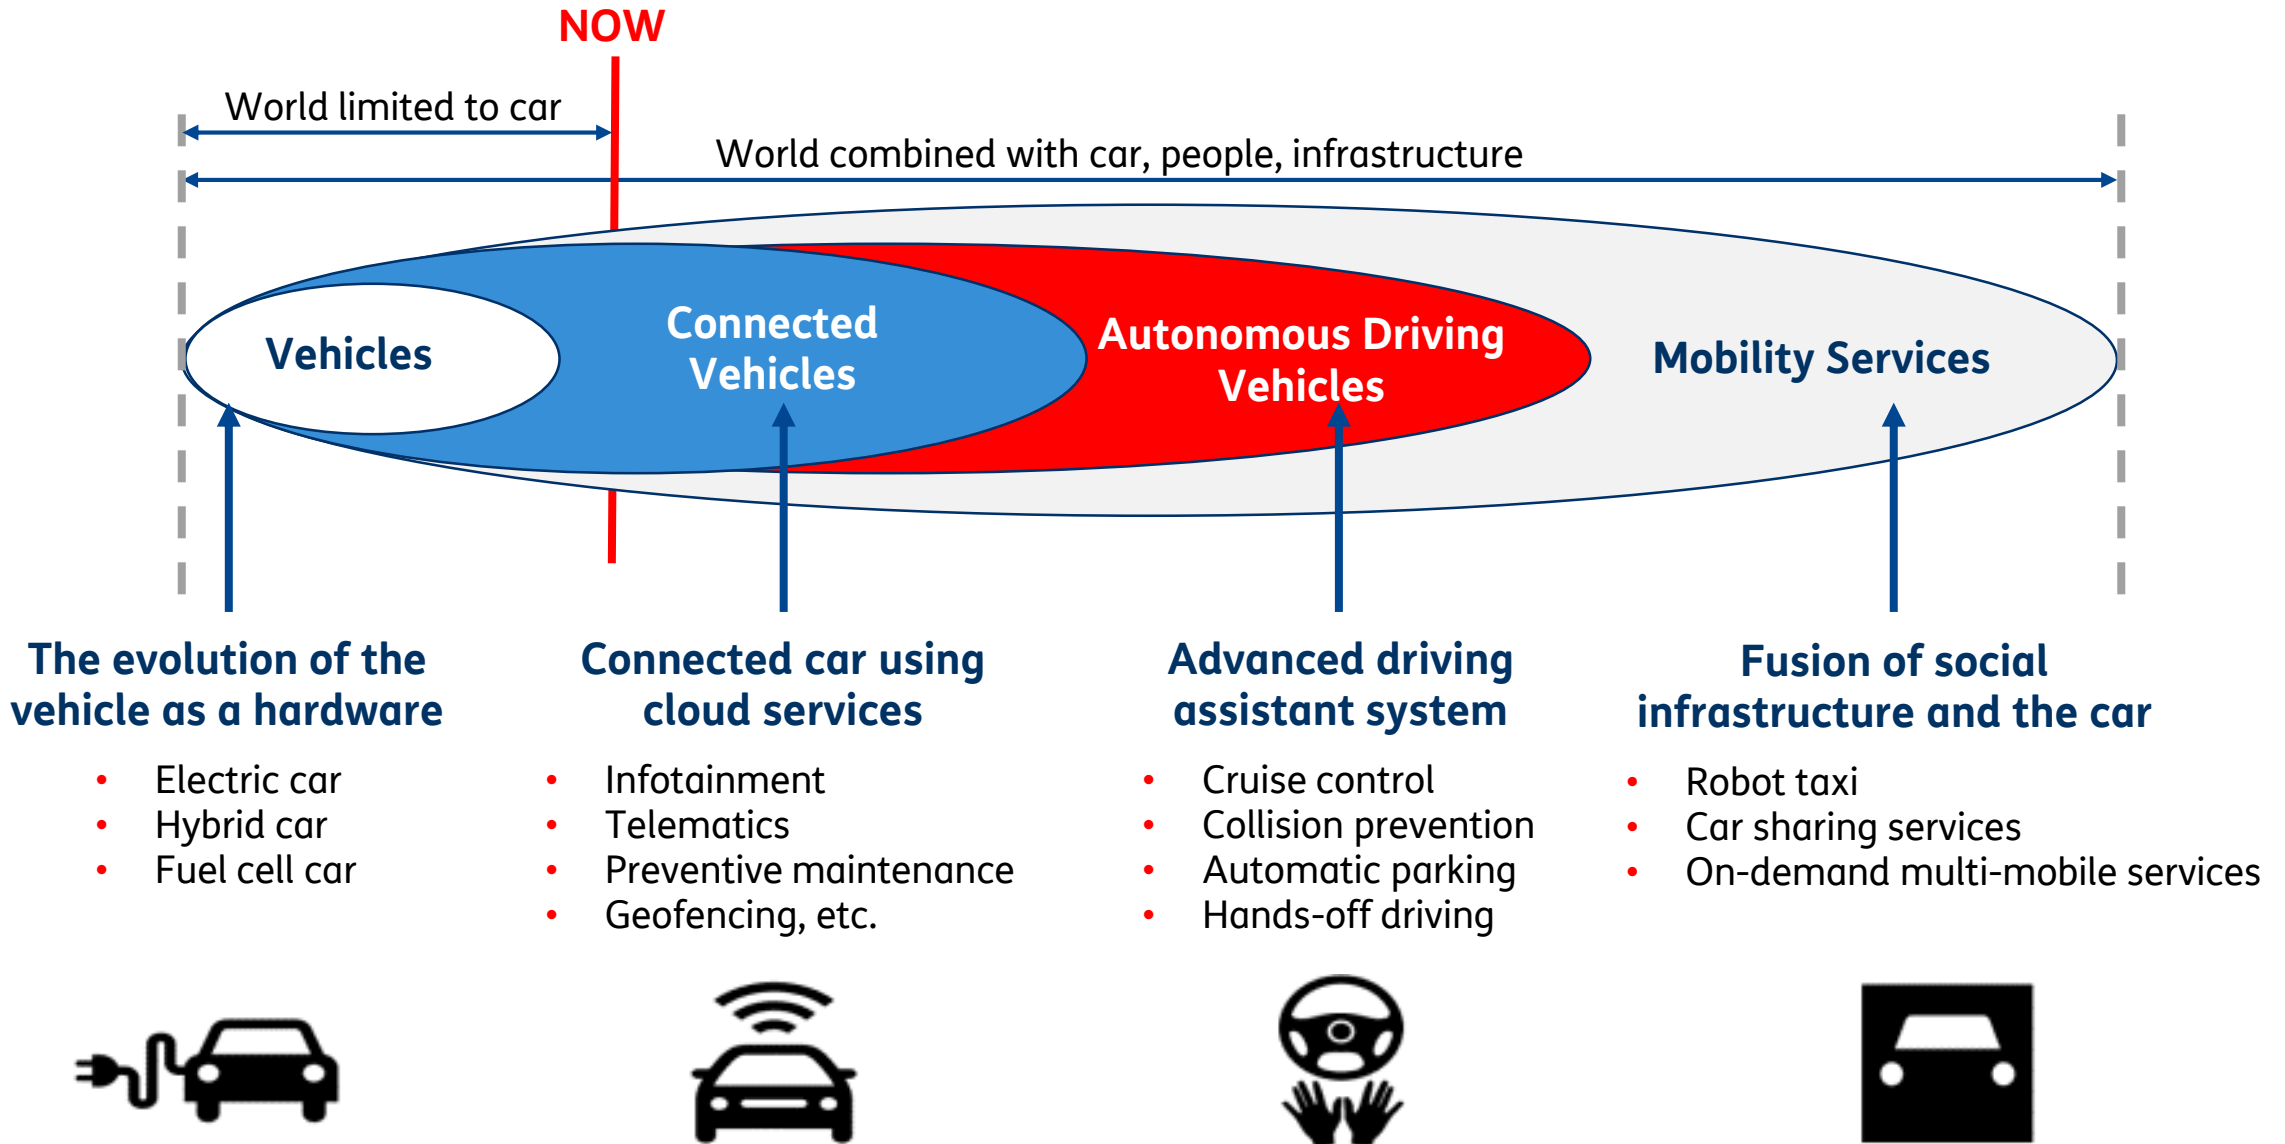 NOW
World limited to car
World combined with car, people, infrastructure
Vehicles
Connected
Vehicles
Autonomous Driving
Vehicles
Mobility Services
The evolution of the
vehicle as a hardware
• Electric car
• Hybrid car
• Fuel cell car
Connected car using
cloud services
• Infotainment
• Telematics
• Preventive maintenance
• Geofencing, etc.
Advanced driving
assistant system
• Cruise control
• Collision prevention
• Automatic parking
• Hands-off driving
Fusion of social
infrastructure and the car
• Robot taxi
• Car sharing services
• On-demand multi-mobile services